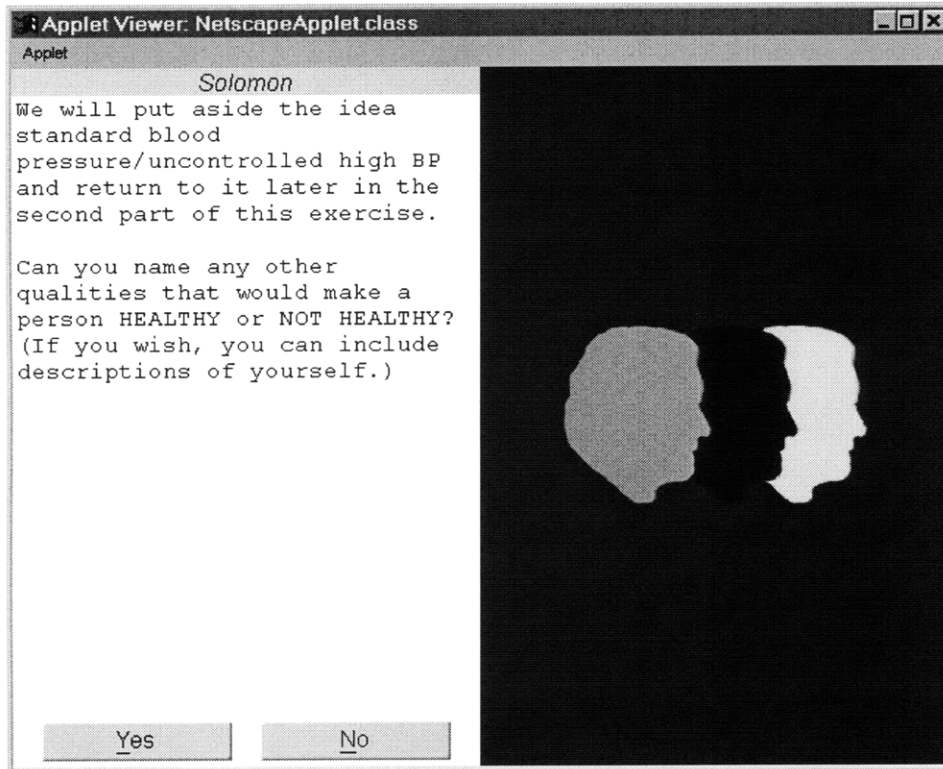 Applet Viewer: NetscapeApplet.class
Applet
Solomon
We will put aside the idea
standard blood
pressure/uncontrolled high BP
and return to it later in the
second part of this exercise.
Can you name any other
qualities that would make a
person HEALTHY or NOT HEALTHY?
(If you wish, you can include
descriptions of yourself.)
Yes No